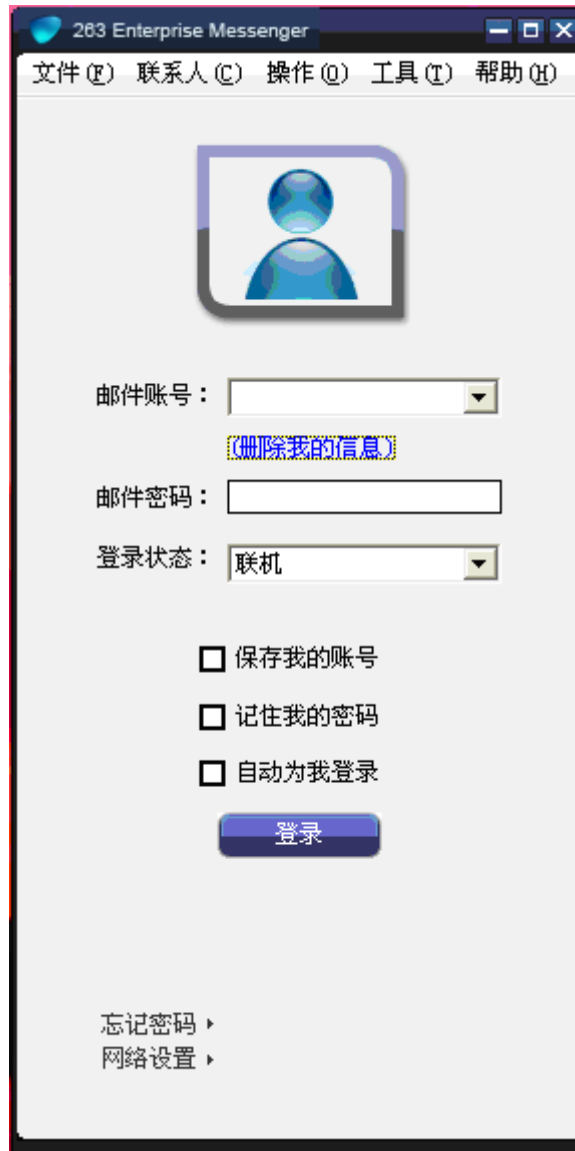 263 Enterprise Messenger
文件(F) 联系人(C) 操作(O) 工具(T) 帮助(H)
邮件账号：
(删除我的信息)
邮件密码：
登录状态： 联机
保存我的账号
记住我的密码
自动为我登录
登录
忘记密码
网络设置